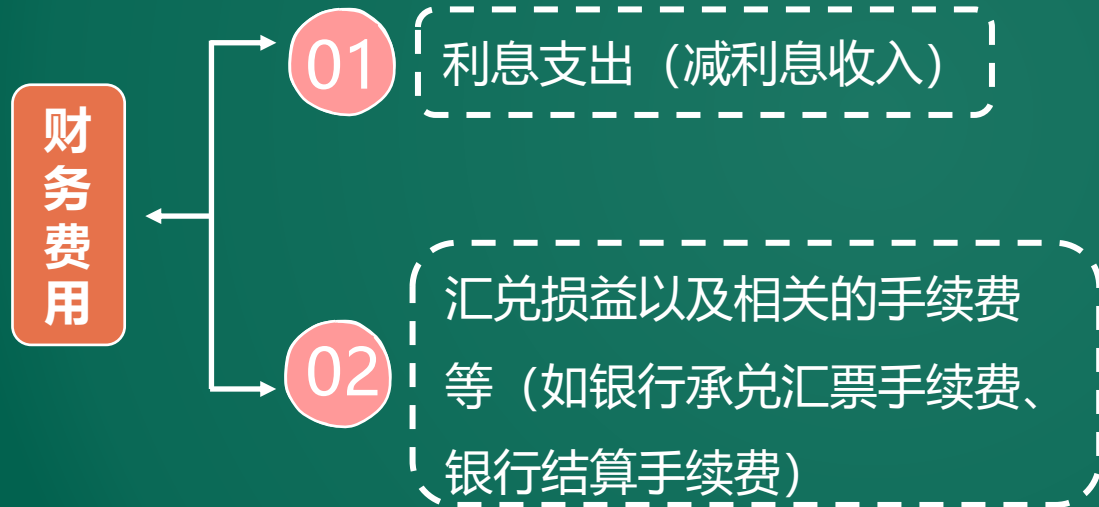 财务费用
01
利息支出（减利息收入）
02
汇兑损益以及相关的手续费
等（如银行承兑汇票手续费、
银行结算手续费）